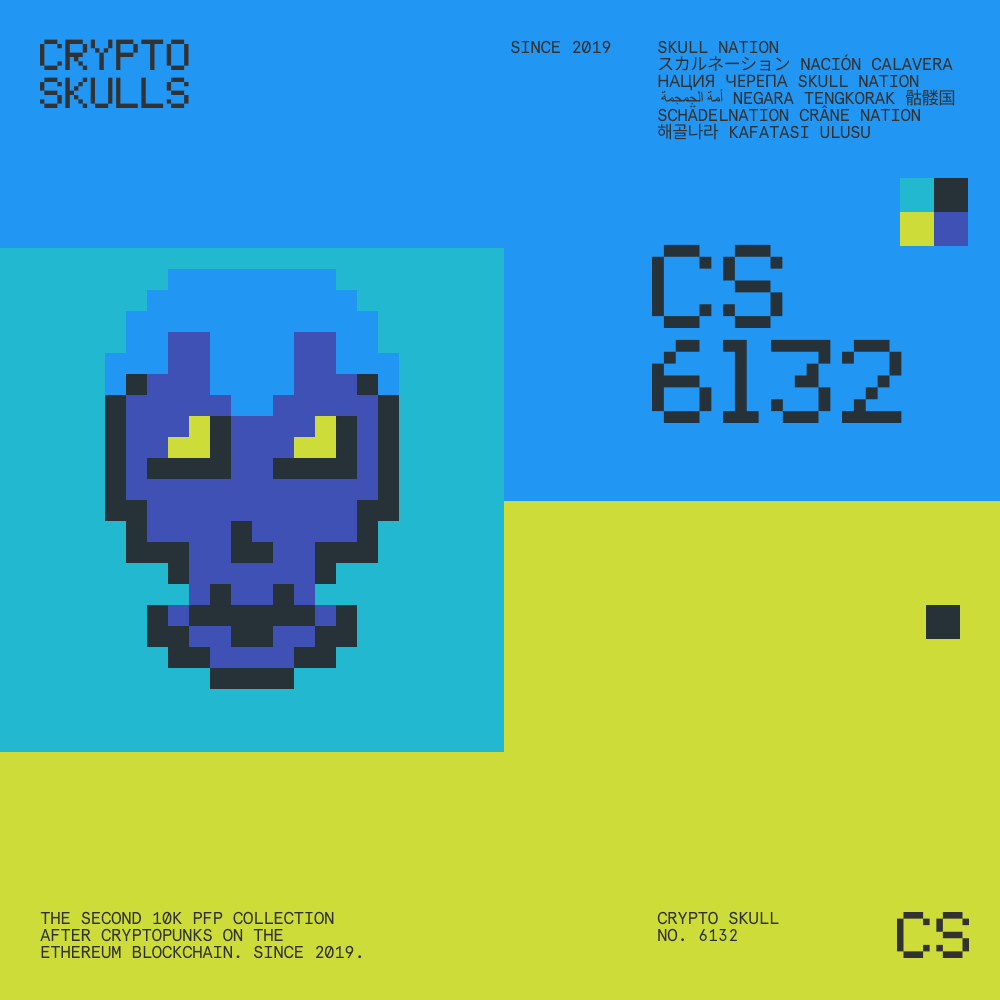 CRYPTO
SKULLS
SINCE 2019
SKULL NATION
スカルネーション NACIÓN CALAVERA
НАЦИЯ ЧЕРЕПА SKULL NATION
أمة الجمجمة NEGARA TENGKORAK 骷髅国
SCHÄDELNATION CRÂNE NATION
해골나라 KAFATASI ULUSU
CS
6132
THE SECOND 10K PFP COLLECTION
AFTER CRYPTOPUNKS ON THE
ETHEREUM BLOCKCHAIN. SINCE 2019.
CRYPTO SKULL
NO. 6132
CS